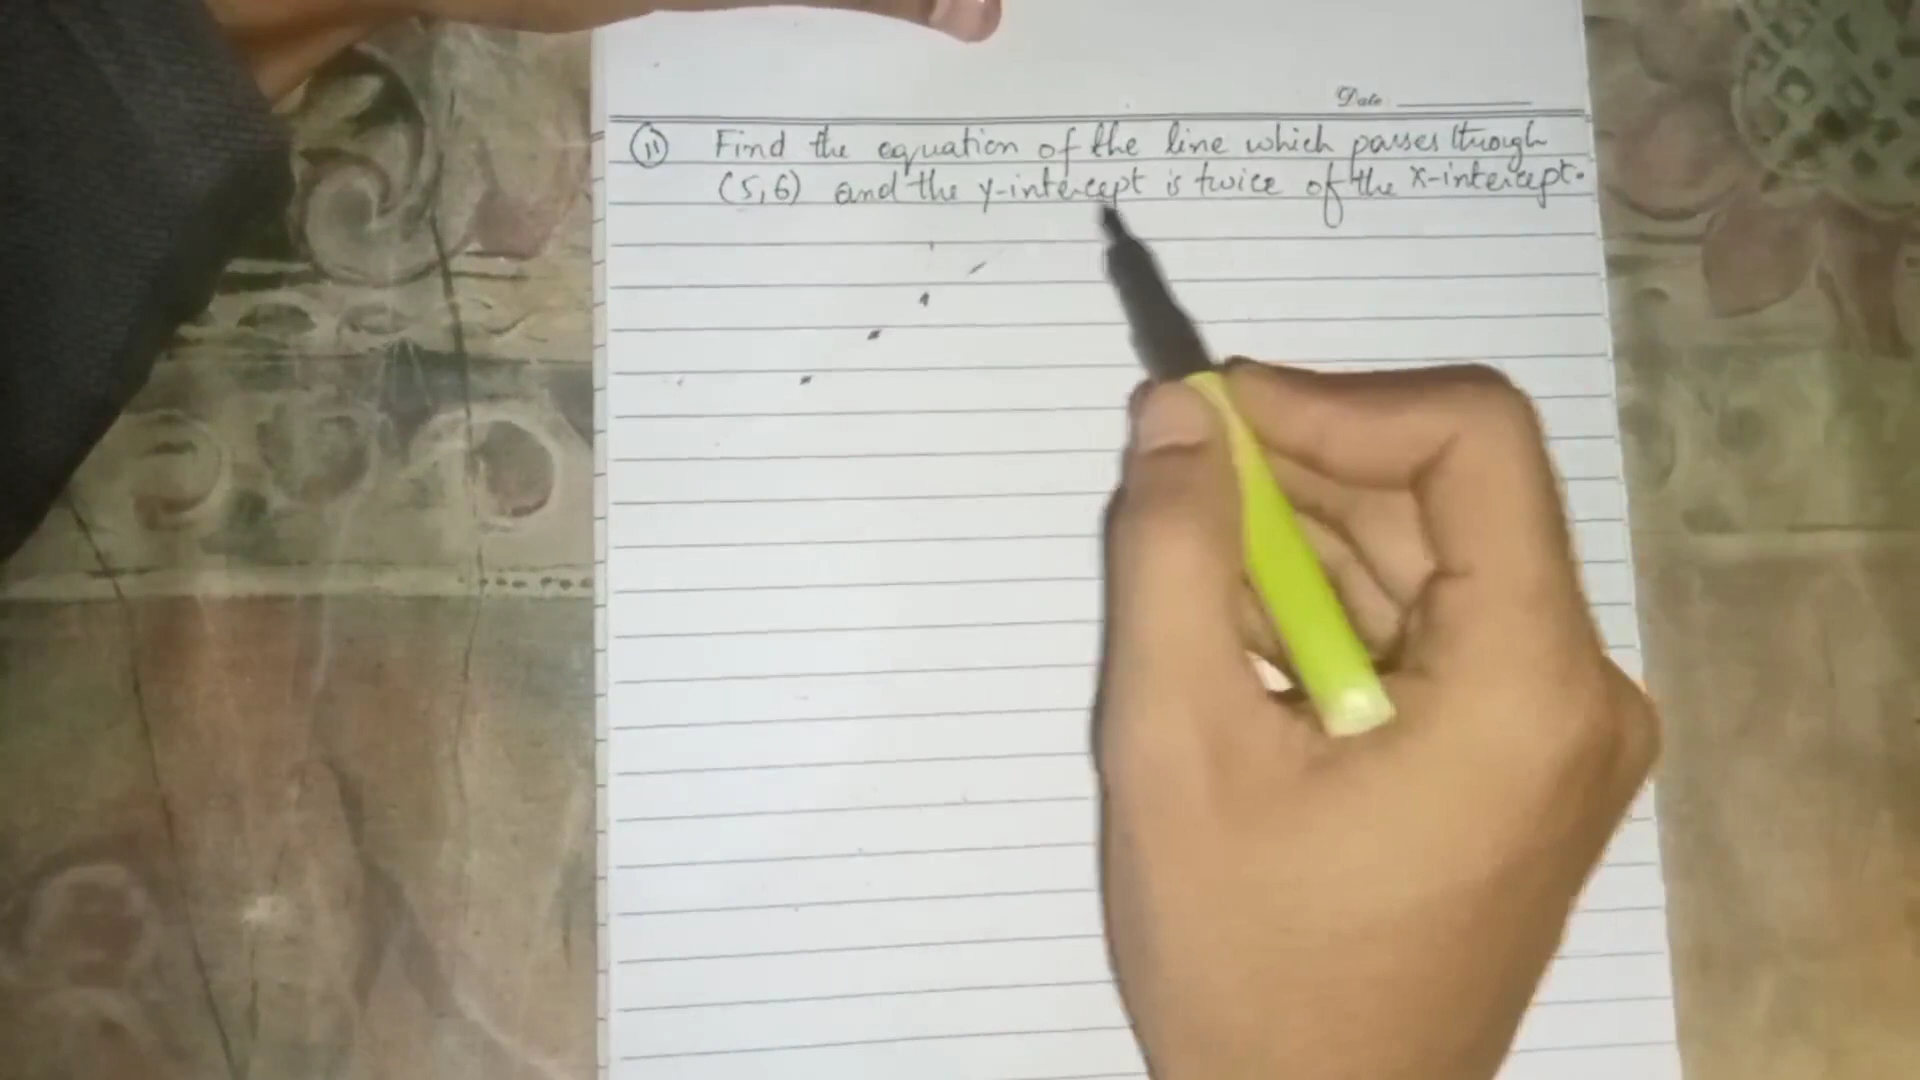 Date
(11) Find the equation of the line which passes through
(5,6) and the y-intercept is twice of the x-intercept.